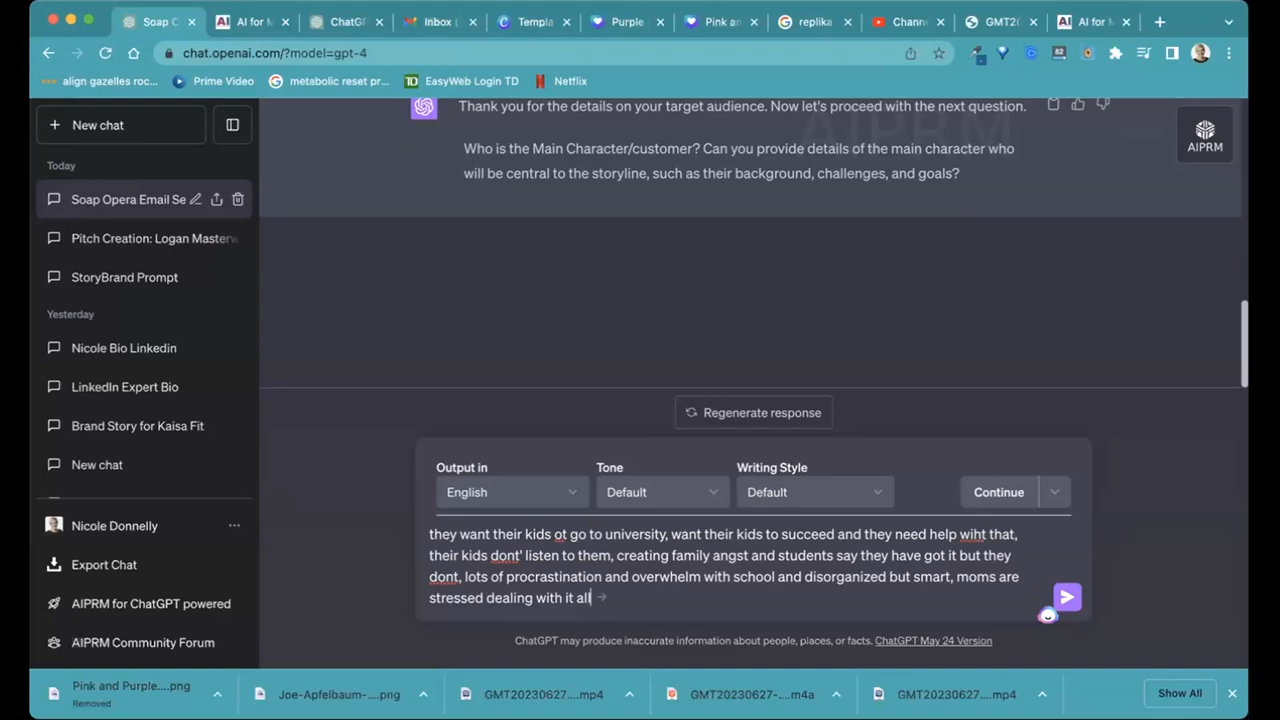 Soap C
AI for M
ChatGP
Inbox (
Templa
Purple
Pink an
replika
Channe
GMT20
AI for M
chat.openai.com/?model=gpt-4
align gazelles roc...
Prime Video
metabolic reset pr...
EasyWeb Login TD
Netflix
New chat
Today
Soap Opera Email Se
Pitch Creation: Logan Masterw
StoryBrand Prompt
Yesterday
Nicole Bio Linkedin
LinkedIn Expert Bio
Brand Story for Kaisa Fit
New chat
Nicole Donnelly
Export Chat
AIPRM for ChatGPT powered
AIPRM Community Forum
Thank you for the details on your target audience. Now let's proceed with the next question.
AIPRM
Who is the Main Character/customer? Can you provide details of the main character who
will be central to the storyline, such as their background, challenges, and goals?
AIPRM
Regenerate response
Output in
Tone
Writing Style
English
Default
Default
Continue
they want their kids ot go to university, want their kids to succeed and they need help wiht that,
their kids dont' listen to them, creating family angst and students say they have got it but they
dont, lots of procrastination and overwhelm with school and disorganized but smart, moms are
stressed dealing with it all
ChatGPT may produce inaccurate information about people, places, or facts. ChatGPT May 24 Version
Pink and Purple....png
Removed
Joe-Apfelbaum-....png
GMT20230627....mp4
GMT20230627-....m4a
GMT20230627....mp4
Show All